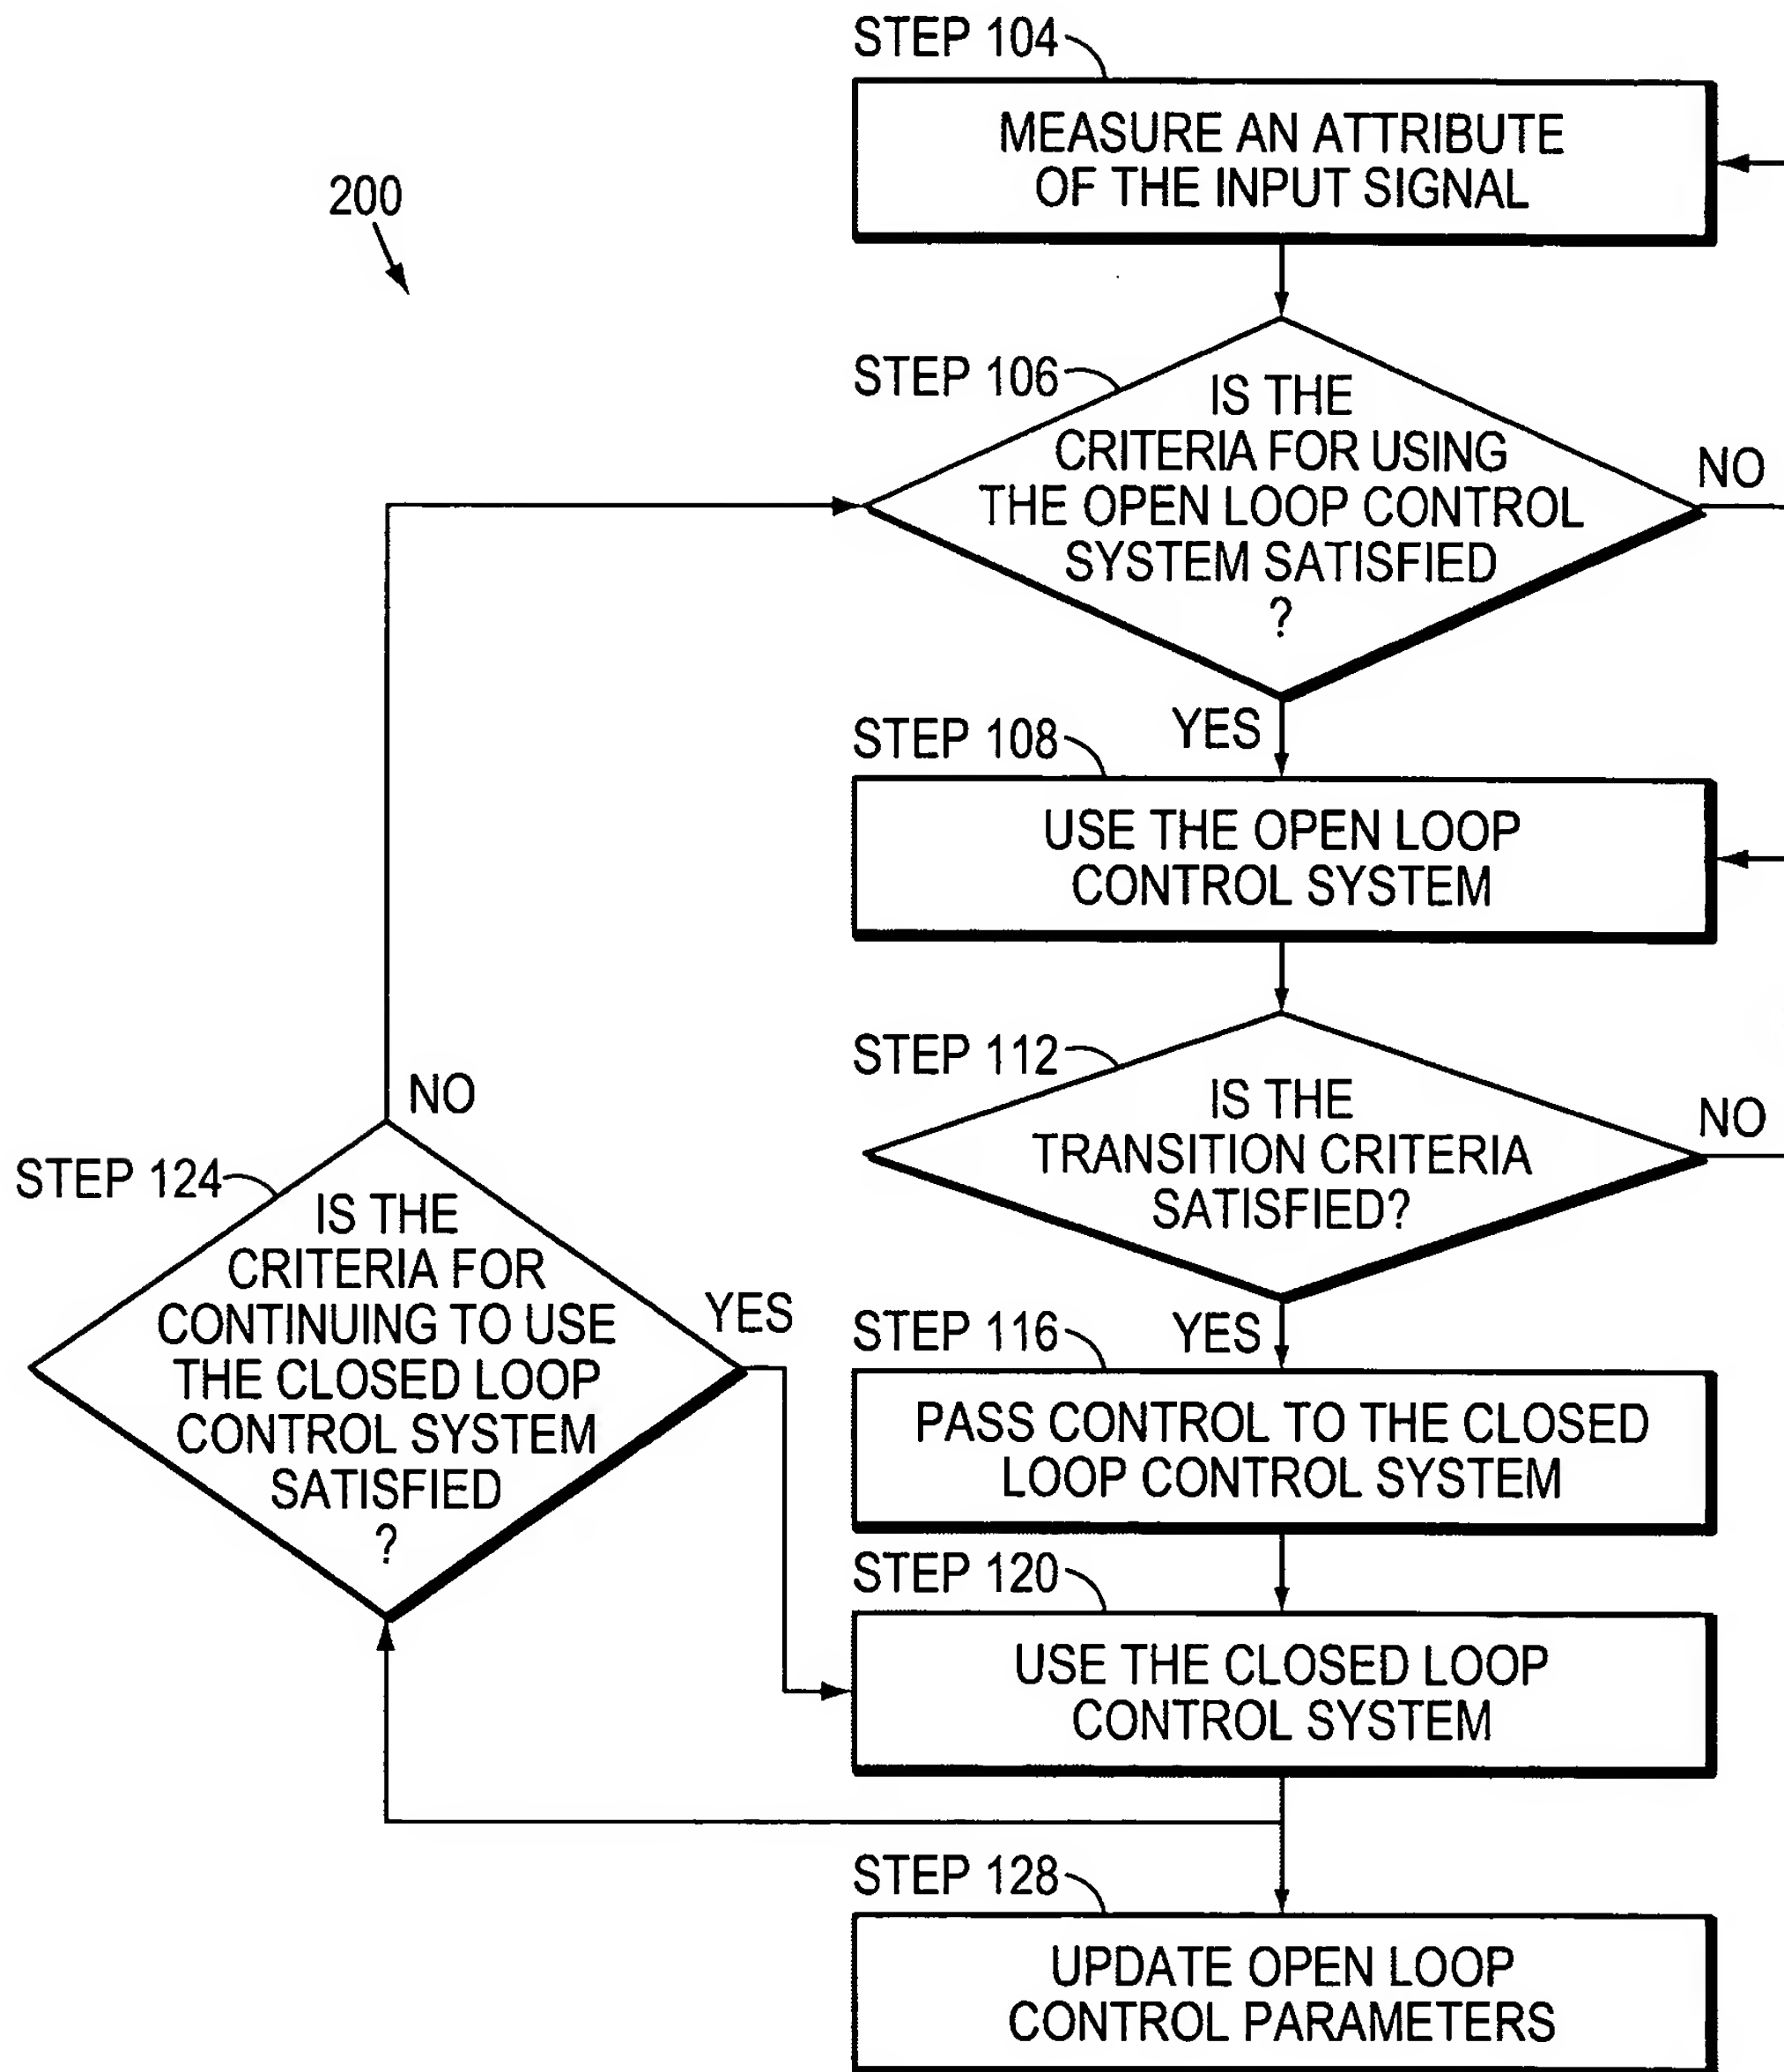 STEP 104
MEASURE AN ATTRIBUTE
OF THE INPUT SIGNAL
200
STEP 106
IS THE
CRITERIA FOR USING
THE OPEN LOOP CONTROL
SYSTEM SATISFIED
?
NO
YES
STEP 108
USE THE OPEN LOOP
CONTROL SYSTEM
STEP 112
IS THE
TRANSITION CRITERIA
SATISFIED?
NO
YES
STEP 116
PASS CONTROL TO THE CLOSED
LOOP CONTROL SYSTEM
STEP 120
USE THE CLOSED LOOP
CONTROL SYSTEM
NO
STEP 124
IS THE
CRITERIA FOR
CONTINUING TO USE
THE CLOSED LOOP
CONTROL SYSTEM
SATISFIED
?
YES
STEP 128
UPDATE OPEN LOOP
CONTROL PARAMETERS